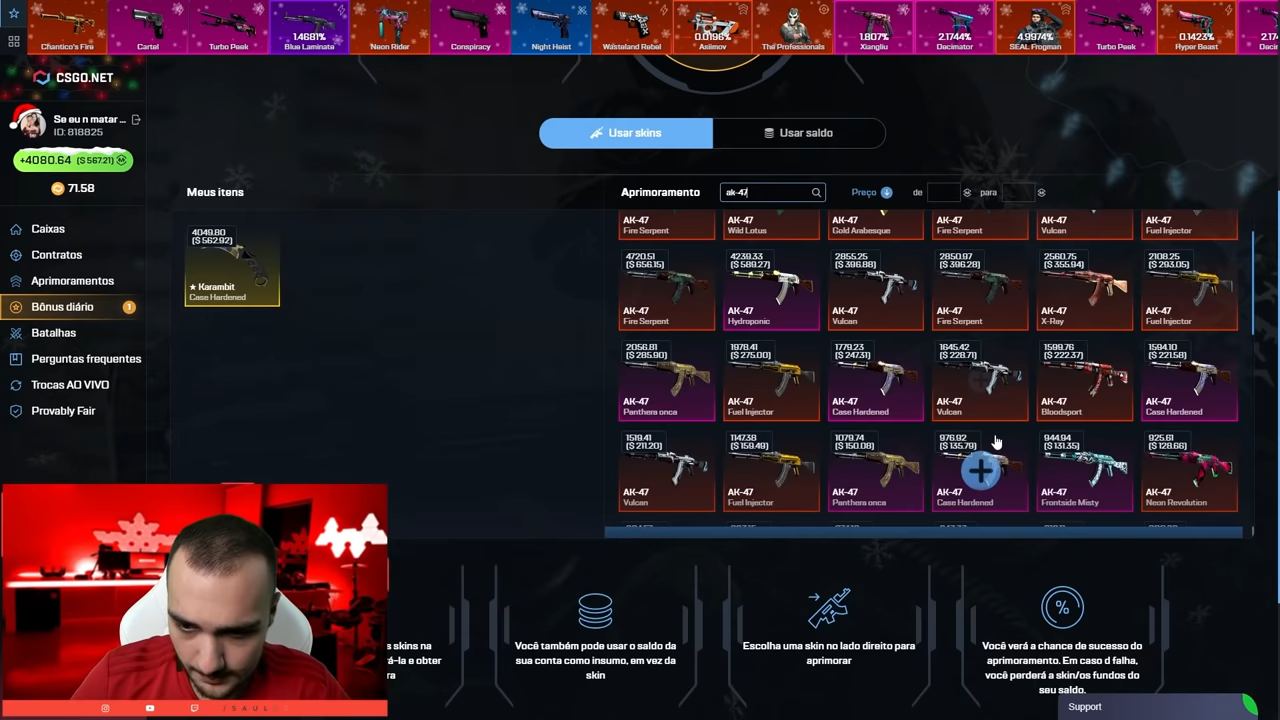 Chantico's Fire
Cartel
Turbo Peek
1.4681%
Blue Laminate
Neon Rider
Conspiracy
Night Heist
Wasteland Rebel
0.0196%
Asiimov
The Professionals
1.807%
Xiangliu
2.1744%
Decimator
4.9974%
SEAL Frogman
Turbo Peek
0.1423%
Hyper Beast
2.17
Deci
CSGO.NET
Se eu n matar ...
ID: 818825
+4080.64 ($ 567.21) M
71.58
Caixas
Contratos
Aprimoramentos
Bônus diário 1
Batalhas
Perguntas frequentes
Trocas AO VIVO
Provably Fair
Usar skins
Usar saldo
Meus itens
4049.80
($ 562.92)
★ Karambit
Case Hardened
Aprimoramento
ak-47
Preço
de
para
AK-47
Fire Serpent
AK-47
Wild Lotus
AK-47
Gold Arabesque
AK-47
Fire Serpent
AK-47
Vulcan
AK-47
Fuel Injector
4720.51
($ 656.15)
AK-47
Fire Serpent
4239.33
($ 589.27)
AK-47
Hydroponic
2855.25
($ 396.88)
AK-47
Vulcan
2850.97
($ 396.28)
AK-47
Fire Serpent
2560.75
($ 355.94)
AK-47
X-Ray
2108.25
($ 293.05)
AK-47
Fuel Injector
2056.81
($ 285.90)
AK-47
Panthera onca
1978.41
($ 275.00)
AK-47
Fuel Injector
1779.23
($ 247.31)
AK-47
Case Hardened
1645.42
($ 228.71)
AK-47
Vulcan
1599.76
($ 222.37)
AK-47
Bloodsport
1594.10
($ 221.58)
AK-47
Case Hardened
1519.41
($ 211.20)
AK-47
Vulcan
1147.38
($ 159.49)
AK-47
Fuel Injector
1079.74
($ 150.08)
AK-47
Panthera onca
976.92
($ 135.79)
AK-47
Case Hardened
944.94
($ 131.35)
AK-47
Frontside Misty
925.61
($ 128.66)
AK-47
Neon Revolution
s skins na
rá-la e obter
ra
Você também pode usar o saldo da
sua conta como insumo, em vez da
skin
Escolha uma skin no lado direito para
aprimorar
%
Você verá a chance de sucesso do
aprimoramento. Em caso d falha,
você perderá a skin/os fundos do
seu saldo.
Support
/ S A U L